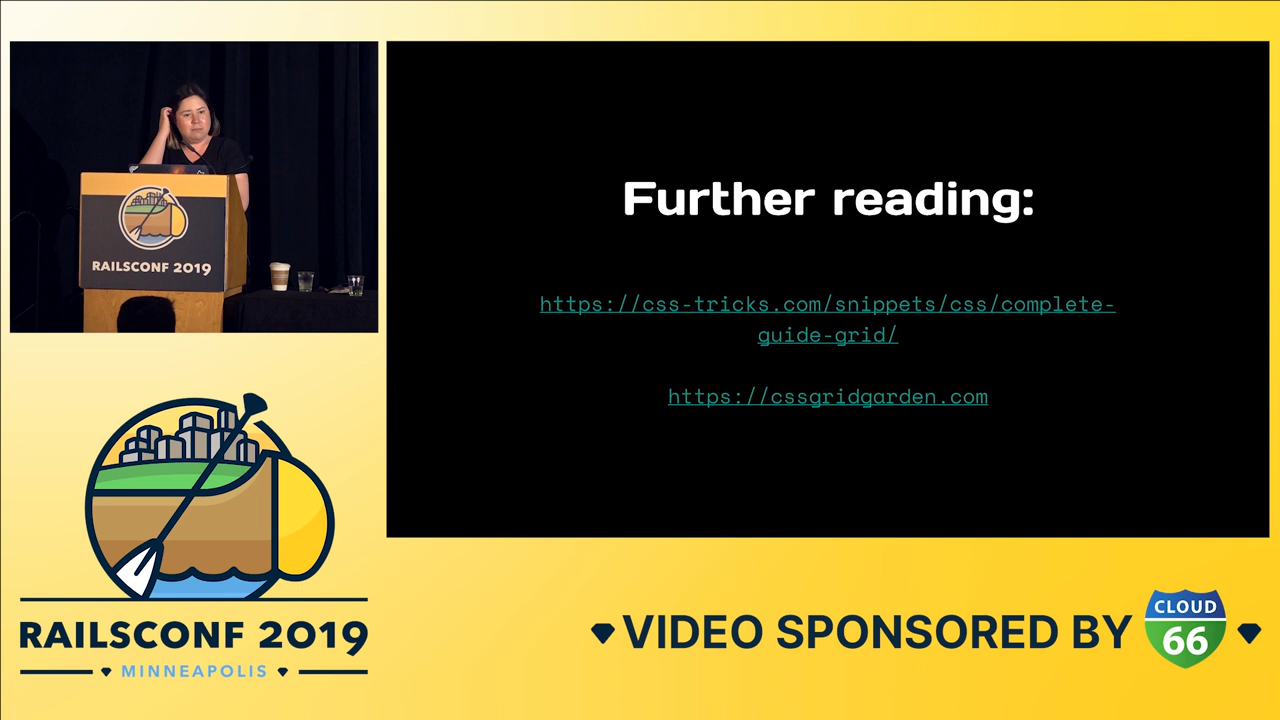 Further reading:
https://css-tricks.com/snippets/css/complete-
guide-grid/
https://cssgridgarden.com
RAILSCONF 2019
RAILSCONF 2019
MINNEAPOLIS
VIDEO SPONSORED BY
CLOUD
66